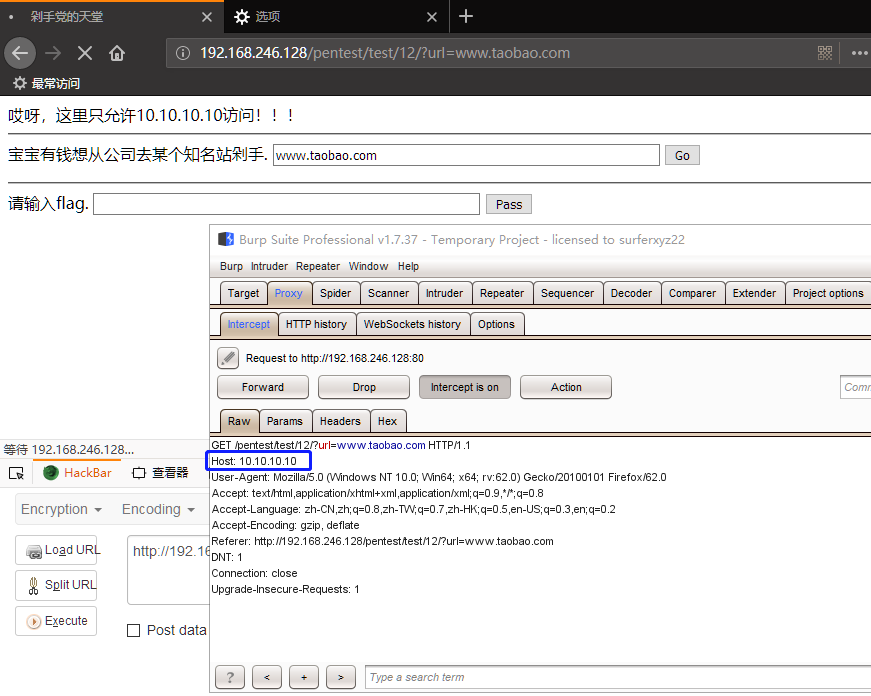 剁手党的天堂
选项
192.168.246.128/pentest/test/12/?url=www.taobao.com
最常访问
哎呀，这里只允许10.10.10.10访问！！！
宝宝有钱想从公司去某个知名站剁手. www.taobao.com Go
请输入flag. Pass
Burp Suite Professional v1.7.37 - Temporary Project - licensed to surferxyz22
Burp Intruder Repeater Window Help
Target Proxy Spider Scanner Intruder Repeater Sequencer Decoder Comparer Extender Project options
Intercept HTTP history WebSockets history Options
Request to http://192.168.246.128:80
Forward Drop Intercept is on Action Comm
Raw Params Headers Hex
GET /pentest/test/12/?url=www.taobao.com HTTP/1.1
Host: 10.10.10.10
User-Agent: Mozilla/5.0 (Windows NT 10.0; Win64; x64; rv:62.0) Gecko/20100101 Firefox/62.0
Accept: text/html,application/xhtml+xml,application/xml;q=0.9,*/*;q=0.8
Accept-Language: zh-CN,zh;q=0.8,zh-TW;q=0.7,zh-HK;q=0.5,en-US;q=0.3,en;q=0.2
Accept-Encoding: gzip, deflate
Referer: http://192.168.246.128/pentest/test/12/?url=www.taobao.com
DNT: 1
Connection: close
Upgrade-Insecure-Requests: 1
? < + > Type a search term
等待 192.168.246.128...
HackBar 查看器
Encryption Encoding
Load URL http://192.16
Split URL
Execute
Post data